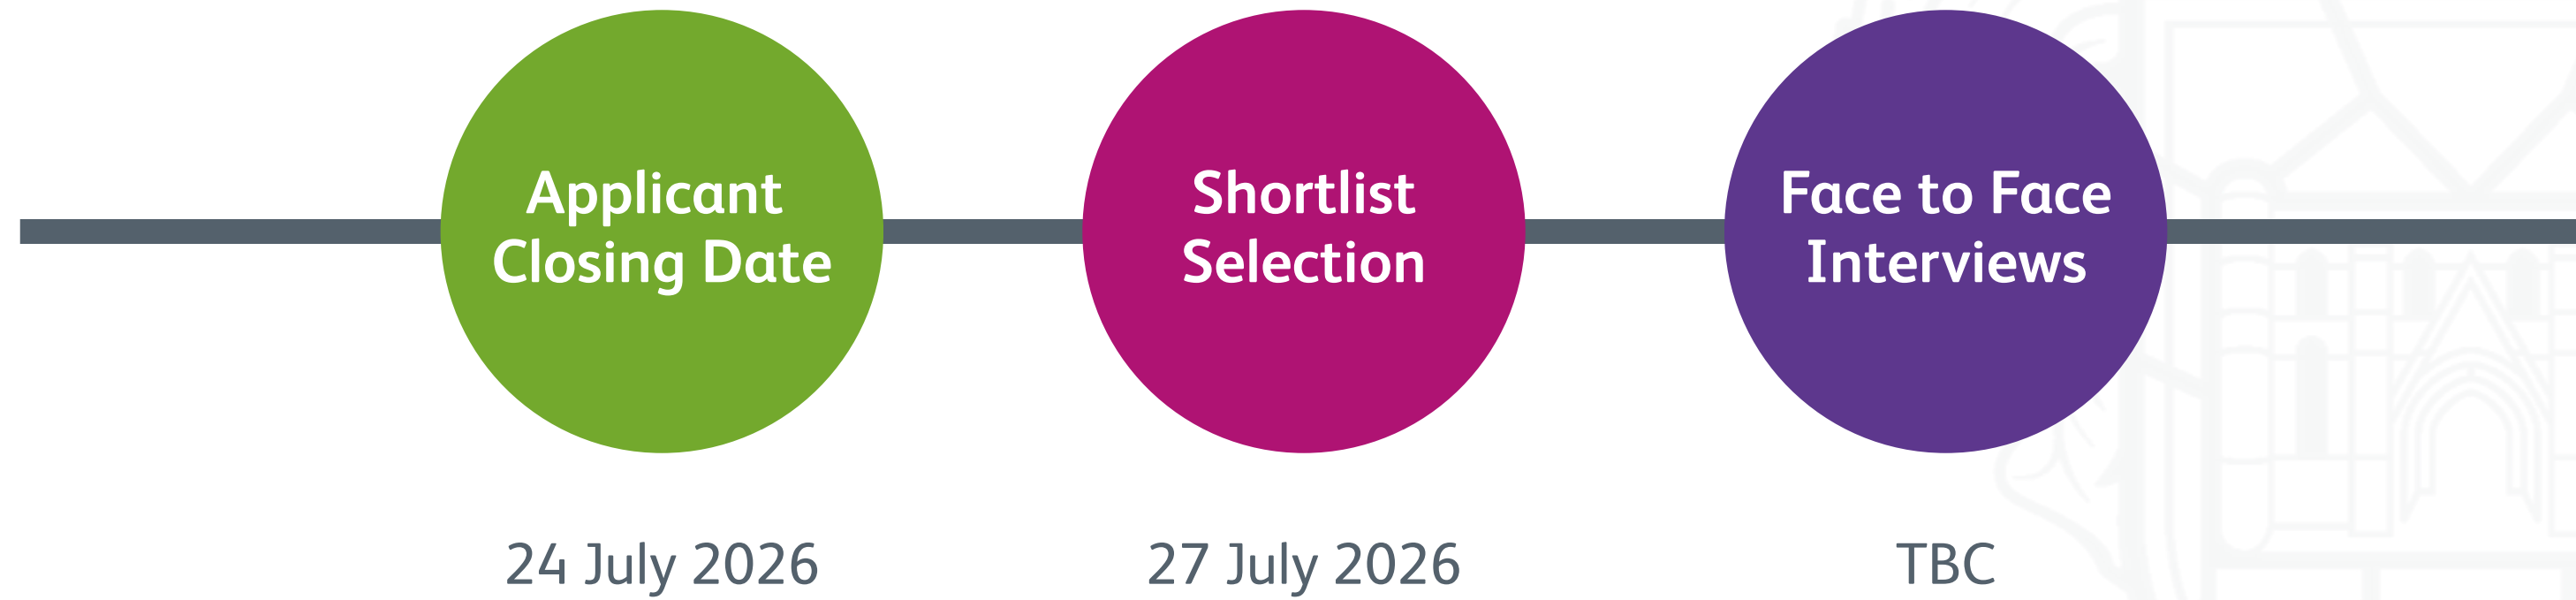 Applicant
Closing Date
Shortlist
Selection
Face to Face
Interviews
24 July 2026
27 July 2026
TBC